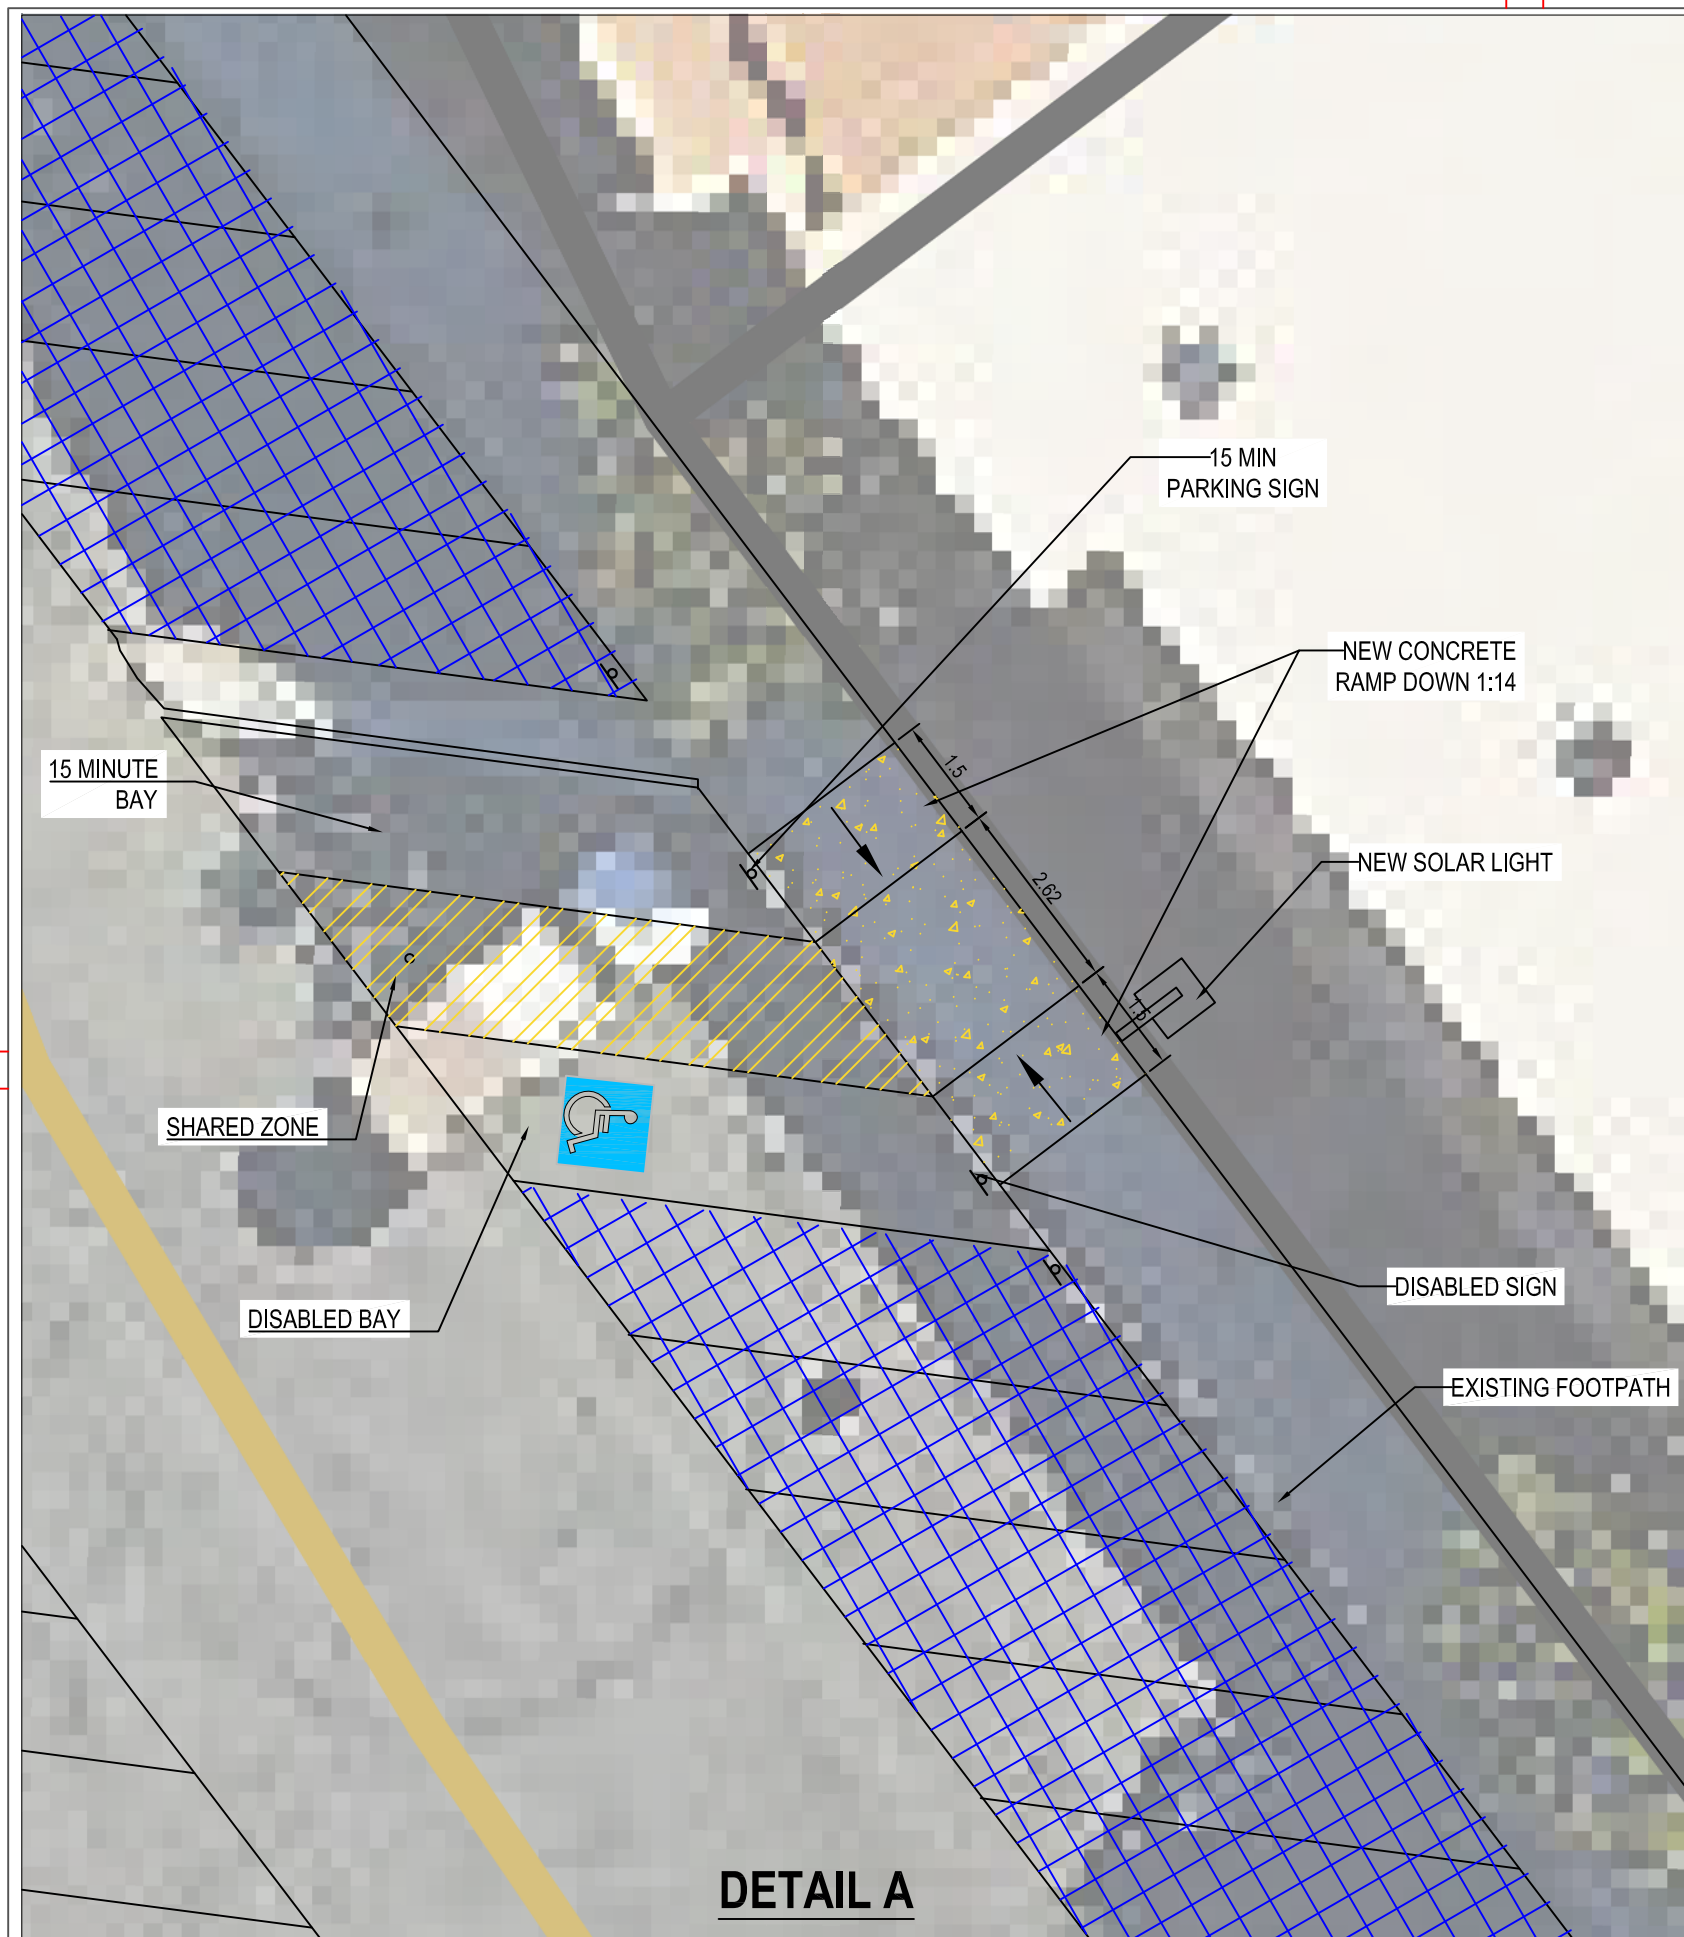 15 MIN
PARKING SIGN
NEW CONCRETE
RAMP DOWN 1:14
1.5
15 MINUTE
BAY
2.62
NEW SOLAR LIGHT
1.5
SHARED ZONE
DISABLED BAY
DISABLED SIGN
EXISTING FOOTPATH
DETAIL A